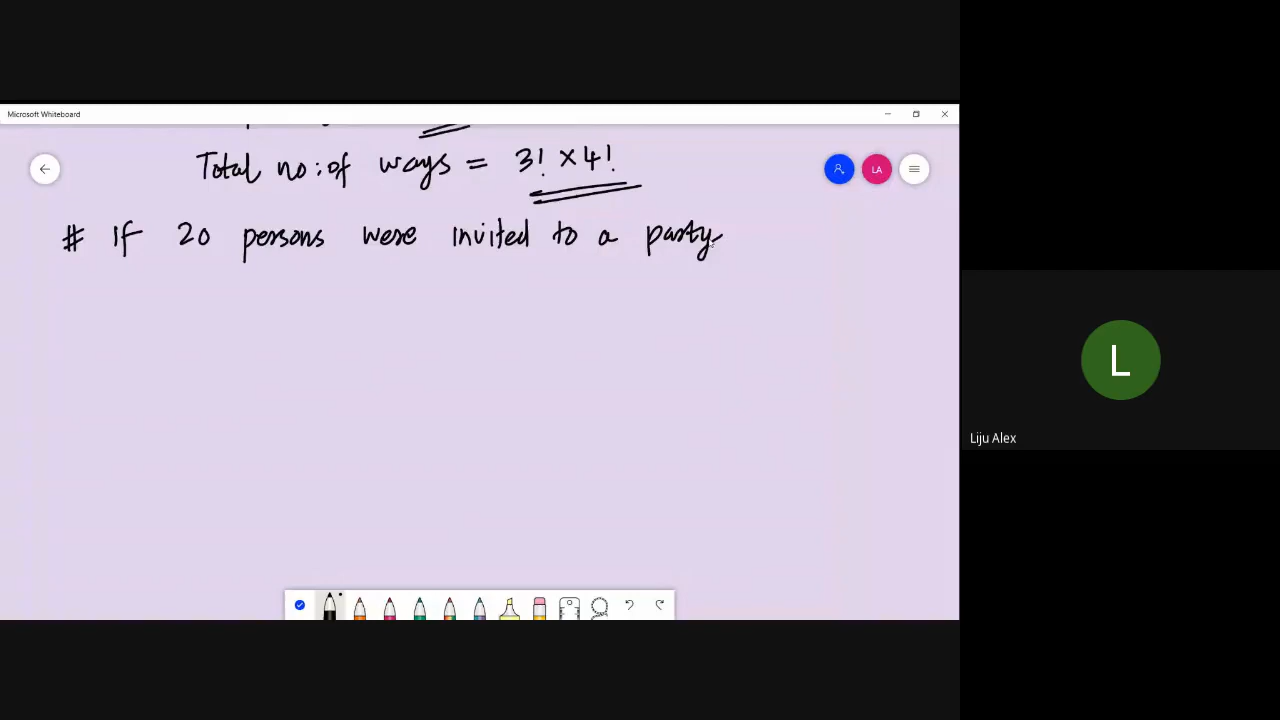 Microsoft Whiteboard
Total no: of ways = 3! × 4!
LA
# If 20 persons were invited to a party
L
Liju Alex